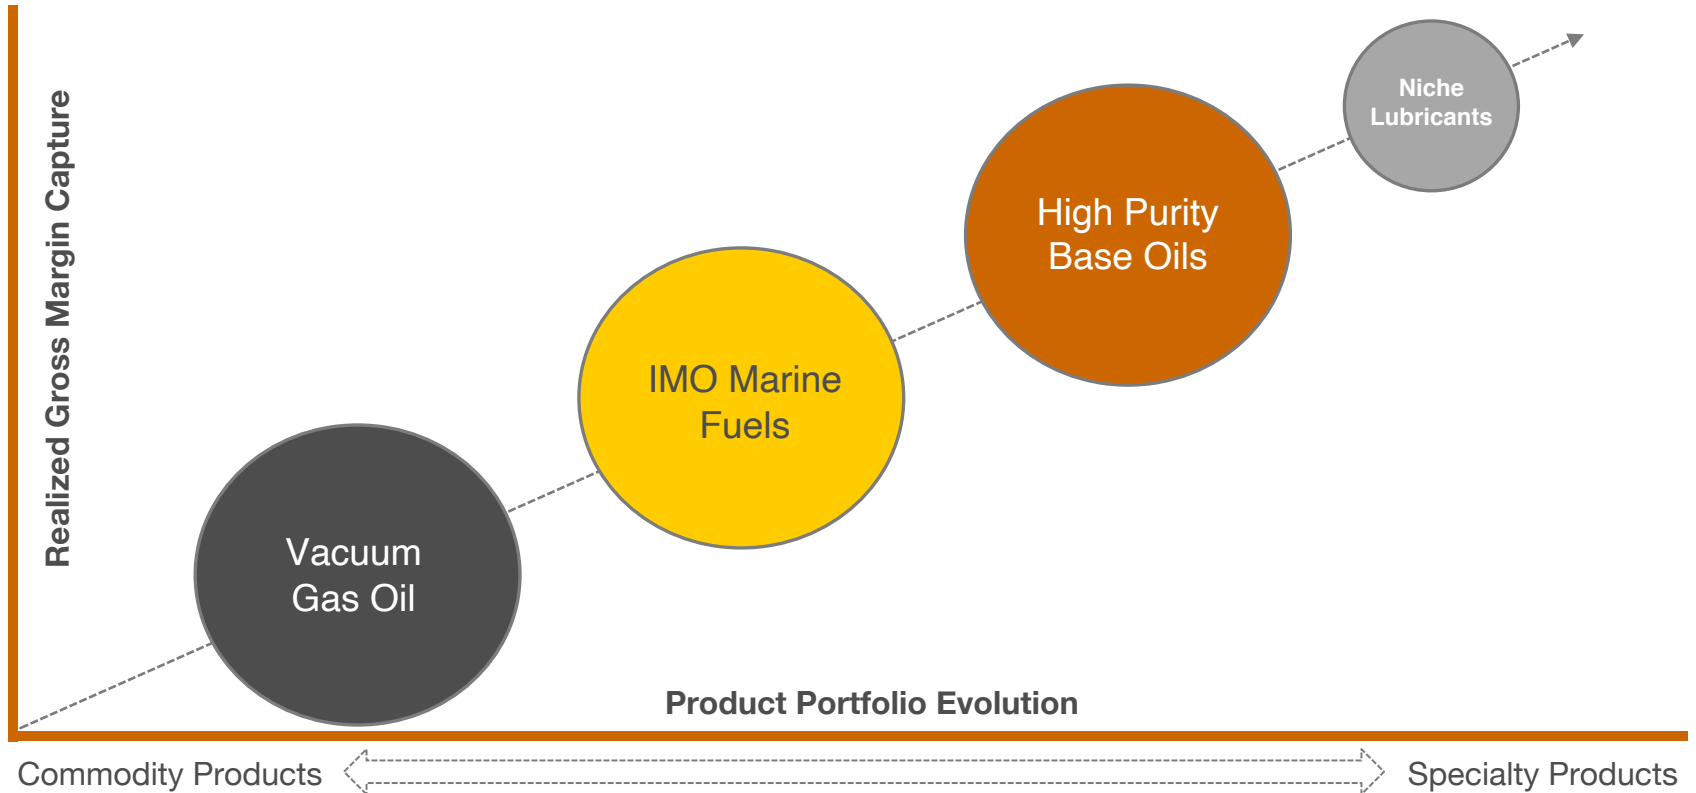 Realized Gross Margin Capture
Niche
Lubricants
High Purity
Base Oils
IMO Marine
Fuels
Vacuum
Gas Oil
Product Portfolio Evolution
Commodity Products
Specialty Products